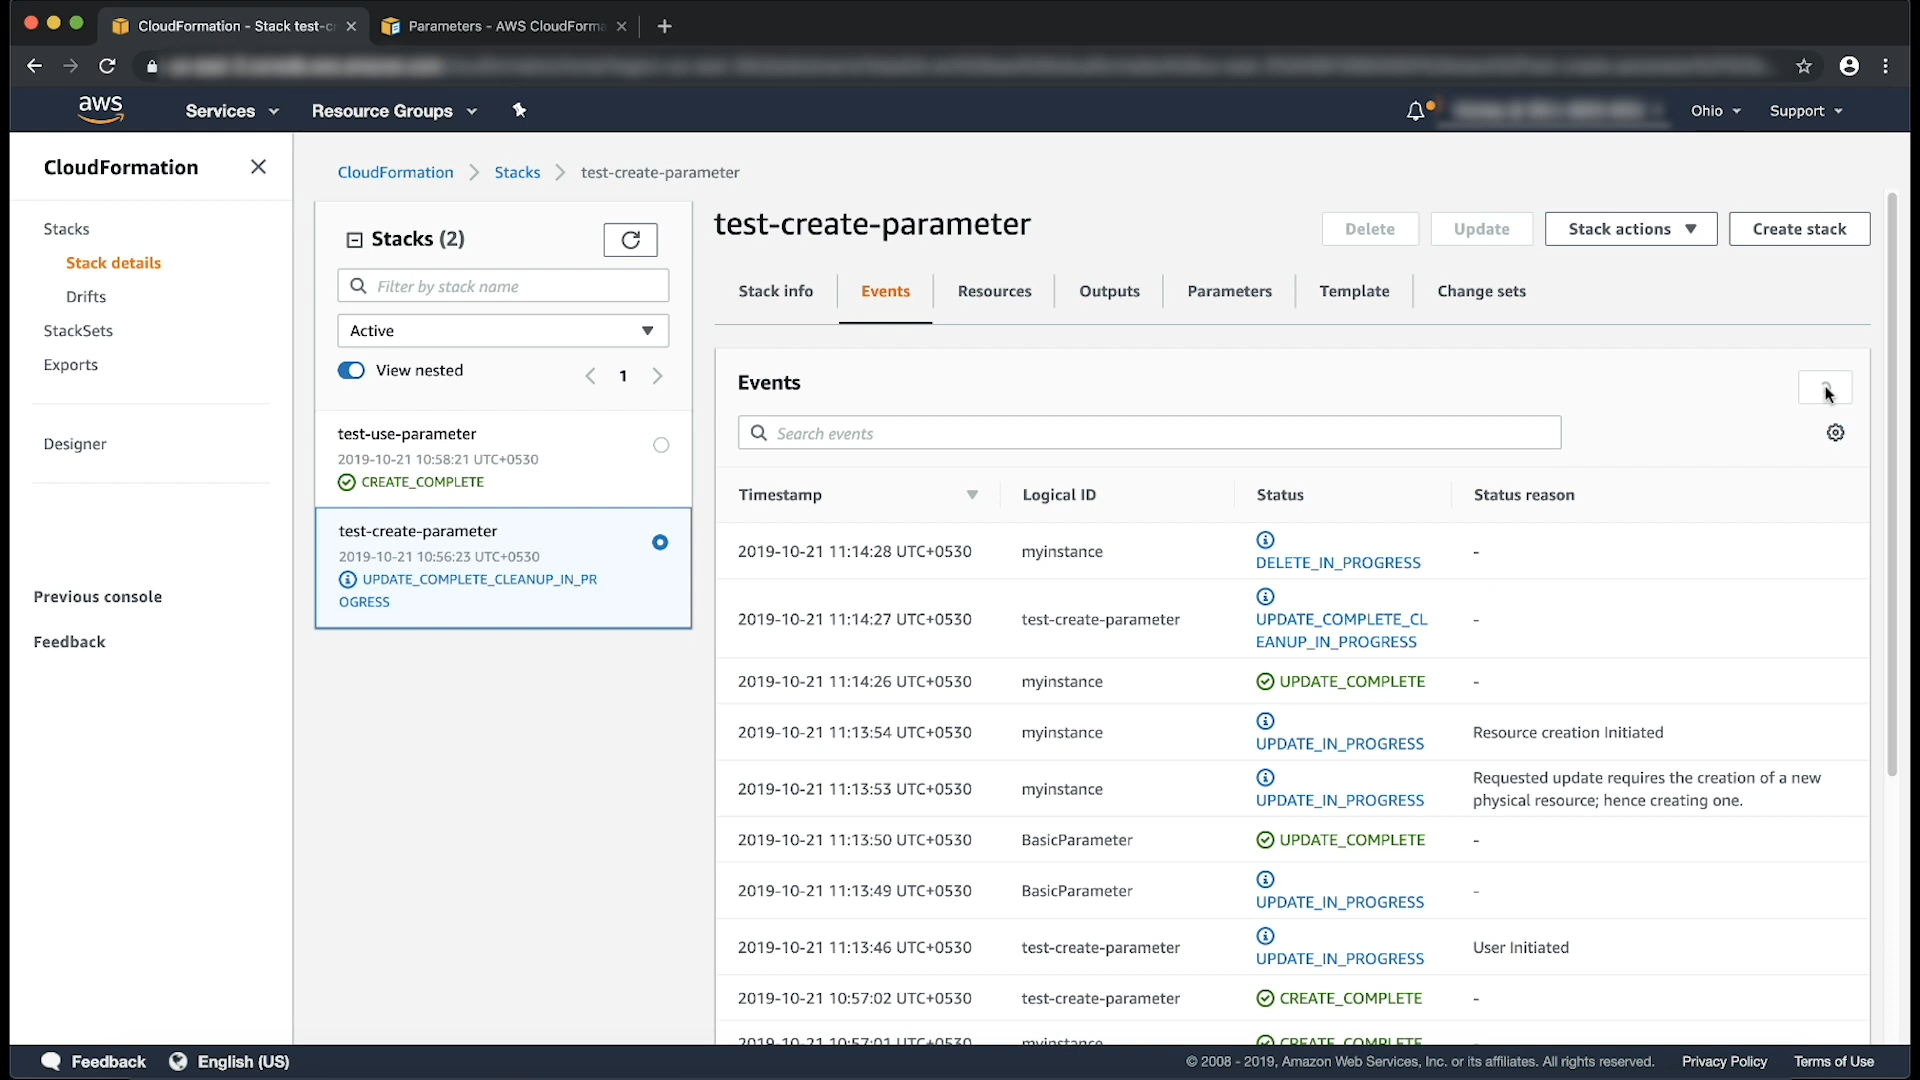 CloudFormation - Stack test-c
Parameters - AWS CloudForma
aws
Services
Resource Groups
Ohio
Support
CloudFormation
Stacks
Stack details
Drifts
StackSets
Exports
Designer
Previous console
Feedback
CloudFormation
Stacks
test-create-parameter
Stacks (2)
Filter by stack name
Active
View nested
1
test-use-parameter
2019-10-21 10:58:21 UTC+0530
CREATE_COMPLETE
test-create-parameter
2019-10-21 10:56:23 UTC+0530
UPDATE_COMPLETE_CLEANUP_IN_PR
OGRESS
test-create-parameter
Delete
Update
Stack actions
Create stack
Stack info
Events
Resources
Outputs
Parameters
Template
Change sets
Events
Search events
Timestamp
Logical ID
Status
Status reason
2019-10-21 11:14:28 UTC+0530
myinstance
DELETE_IN_PROGRESS
-
2019-10-21 11:14:27 UTC+0530
test-create-parameter
UPDATE_COMPLETE_CL
EANUP_IN_PROGRESS
-
2019-10-21 11:14:26 UTC+0530
myinstance
UPDATE_COMPLETE
-
2019-10-21 11:13:54 UTC+0530
myinstance
UPDATE_IN_PROGRESS
Resource creation Initiated
2019-10-21 11:13:53 UTC+0530
myinstance
UPDATE_IN_PROGRESS
Requested update requires the creation of a new
physical resource; hence creating one.
2019-10-21 11:13:50 UTC+0530
BasicParameter
UPDATE_COMPLETE
-
2019-10-21 11:13:49 UTC+0530
BasicParameter
UPDATE_IN_PROGRESS
-
2019-10-21 11:13:46 UTC+0530
test-create-parameter
UPDATE_IN_PROGRESS
User Initiated
2019-10-21 10:57:02 UTC+0530
test-create-parameter
CREATE_COMPLETE
-
2019-10-21 10:57:01 UTC+0530
myinstance
CREATE_COMPLETE
Feedback
English (US)
© 2008 - 2019, Amazon Web Services, Inc. or its affiliates. All rights reserved.
Privacy Policy
Terms of Use